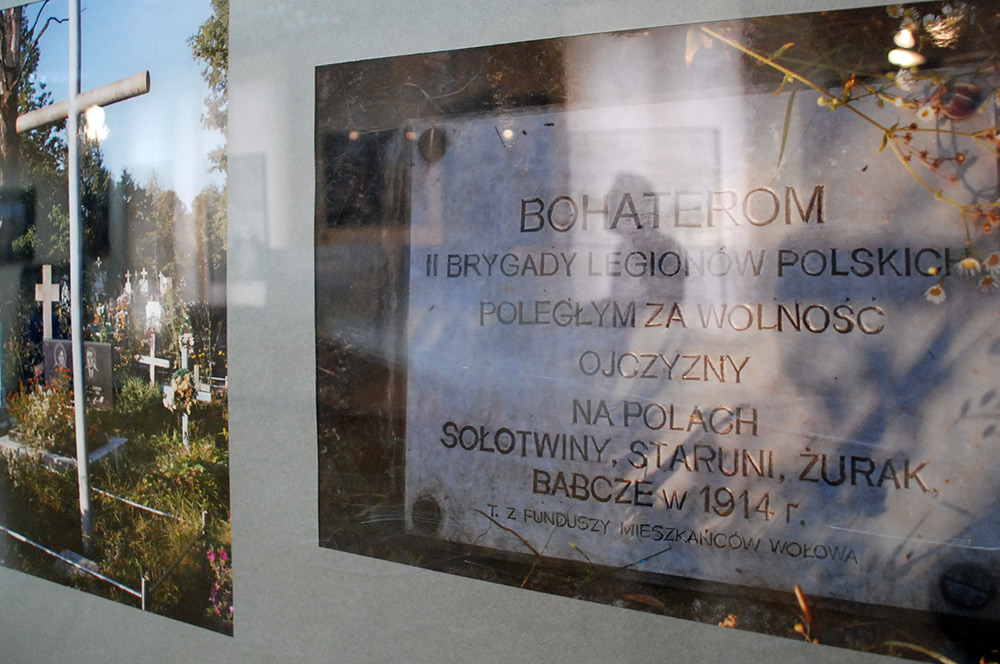 BOHATEROM
II BRYGADY LEGIONÓW POLSKICH
POLEGŁYM ZA WOLNOŚĆ
OJCZYZNY
NA POLACH
SOŁOTWINY, STARUNI, ŻURAK,
BABCZE w 1914 r.
T. Z FUNDUSZY MIESZKAŃCÓW WOŁOWA